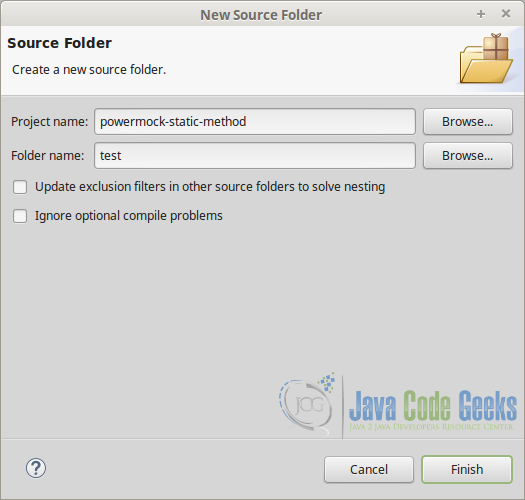 New Source Folder
Source Folder
Create a new source folder.
Project name: powermock-static-method Browse...
Folder name: test Browse...
Update exclusion filters in other source folders to solve nesting
Ignore optional compile problems
JCG Java Code Geeks
JAVA 2 JAVA DEVELOPERS RESOURCE CENTER
? Cancel Finish